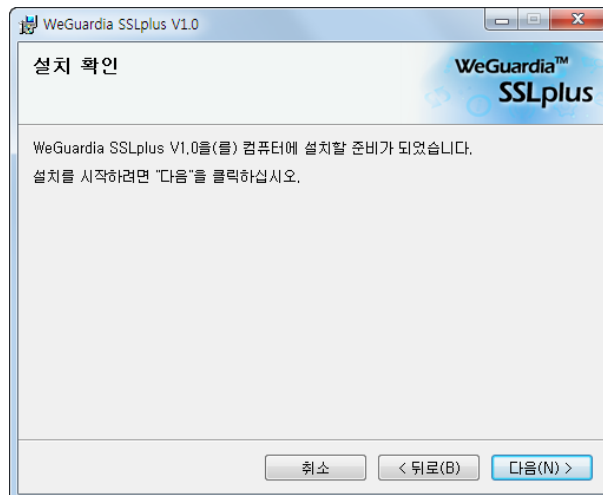 WeGuardia SSLplus V1.0
설치 확인
WeGuardia™
SSLplus
WeGuardia SSLplus V1.0을(를) 컴퓨터에 설치할 준비가 되었습니다.
설치를 시작하려면 "다음"을 클릭하십시오.
취소 < 뒤로(B) 다음(N) >